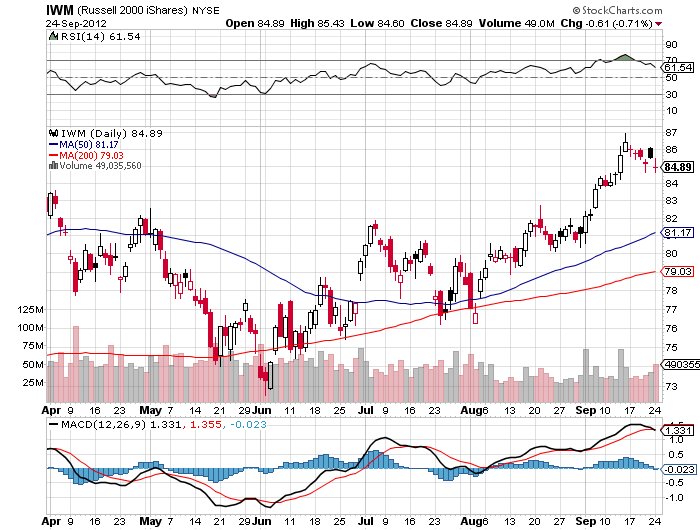 IWM (Russell 2000 iShares) NYSE © StockCharts.com
24-Sep-2012 Open 84.89 High 85.43 Low 84.60 Close 84.89 Volume 49.0M Chg -0.61 (-0.71%)
RSI(14) 61.54
90
70
61.54
50
30
10
IWM (Daily) 84.89
MA(50) 81.17
MA(200) 79.03
Volume 49,035,560
87
86
84.89
84
83
82
81.17
80
79.03
78
77
76
75
74
73
125M
100M
75M
50M
25M
490355
Apr 9 16 23 May 7 14 21 29 Jun 11 18 25 Jul 9 16 23 Aug 6 13 20 27 Sep 10 17 24
MACD(12,26,9) 1.331, 1.355, -0.023
1.331
1.0
0.5
-0.023
-0.5
-1.0
Apr 9 16 23 May 7 14 21 29 Jun 11 18 25 Jul 9 16 23 Aug 6 13 20 27 Sep 10 17 24